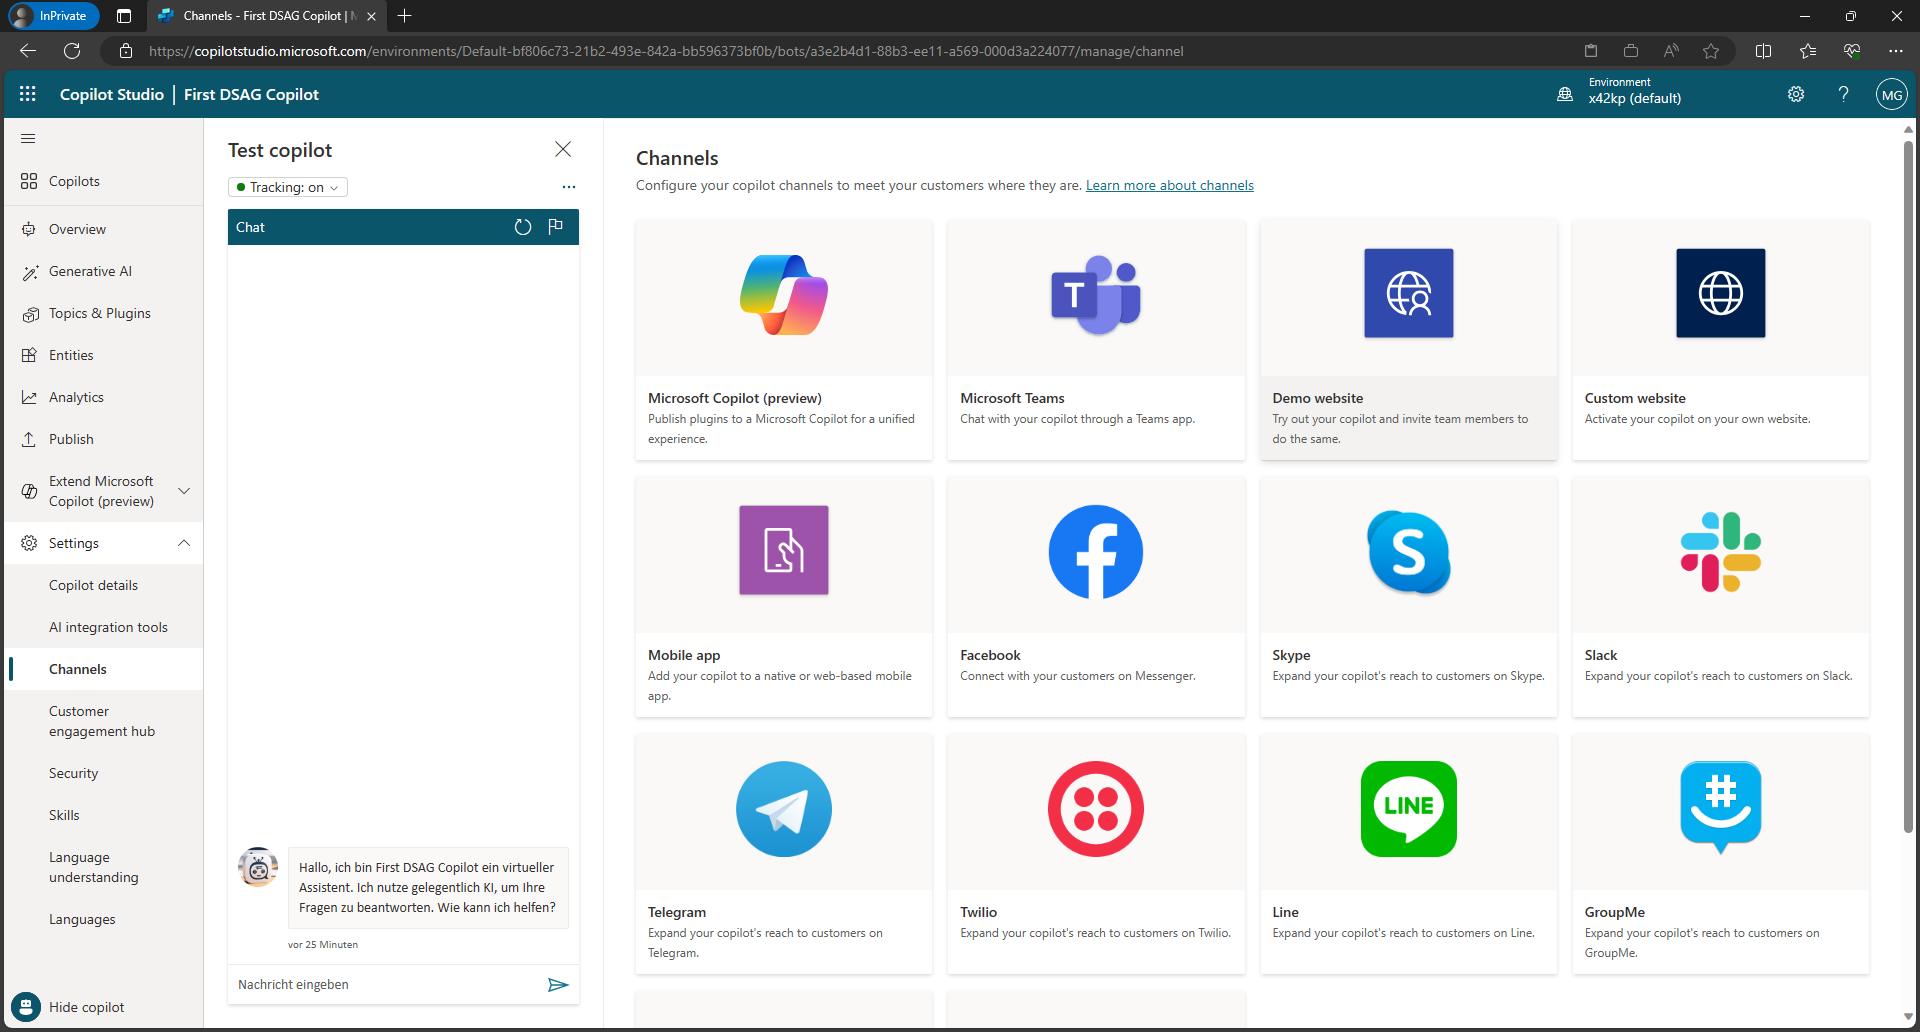 InPrivate
Channels - First DSAG Copilot | M
https://copilotstudio.microsoft.com/environments/Default-bf806c73-21b2-493e-842a-bb596373bf0b/bots/a3e2b4d1-88b3-ee11-a569-000d3a224077/manage/channel
Copilot Studio | First DSAG Copilot
Environment
x42kp (default)
?
MG
Copilots
Overview
Generative AI
Topics & Plugins
Entities
Analytics
Publish
Extend Microsoft
Copilot (preview)
Settings
Copilot details
AI integration tools
Channels
Customer
engagement hub
Security
Skills
Language
understanding
Languages
Hide copilot
Test copilot
Tracking: on
Chat
Hallo, ich bin First DSAG Copilot ein virtueller
Assistent. Ich nutze gelegentlich KI, um Ihre
Fragen zu beantworten. Wie kann ich helfen?
vor 25 Minuten
Nachricht eingeben
Channels
Configure your copilot channels to meet your customers where they are. Learn more about channels
Microsoft Copilot (preview)
Publish plugins to a Microsoft Copilot for a unified
experience.
T
Microsoft Teams
Chat with your copilot through a Teams app.
Demo website
Try out your copilot and invite team members to
do the same.
Custom website
Activate your copilot on your own website.
Mobile app
Add your copilot to a native or web-based mobile
app.
Facebook
Connect with your customers on Messenger.
S
Skype
Expand your copilot's reach to customers on Skype.
Slack
Expand your copilot's reach to customers on Slack.
Telegram
Expand your copilot's reach to customers on
Telegram.
Twilio
Expand your copilot's reach to customers on Twilio.
LINE
Line
Expand your copilot's reach to customers on Line.
#
GroupMe
Expand your copilot's reach to customers on
GroupMe.